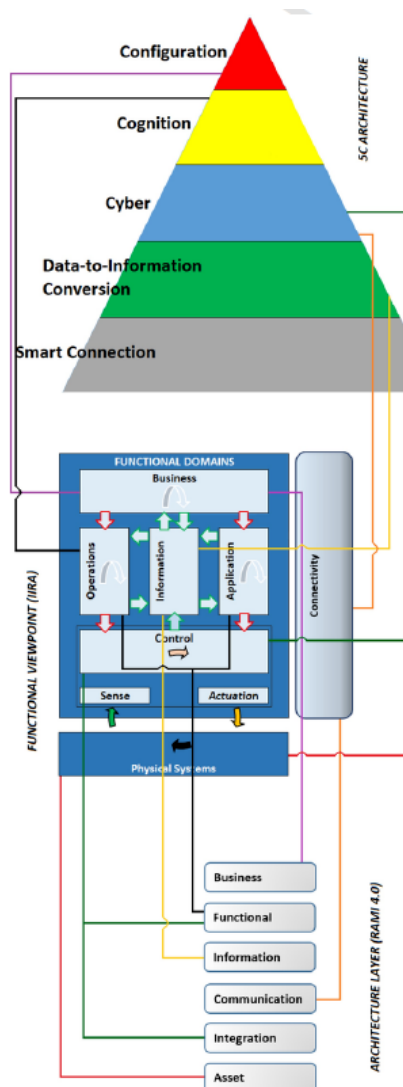 Configuration
5C ARCHITECTURE
Cognition
Cyber
Data-to-Information
Conversion
Smart Connection
FUNCTIONAL DOMAINS
Business
Operations
Information
Application
Connectivity
FUNCTIONAL VIEWPOINT (IIRA)
Control
Sense
Actuation
Physical Systems
Business
Functional
Information
Communication
Integration
Asset
ARCHITECTURE LAYER (RAMI 4.0)